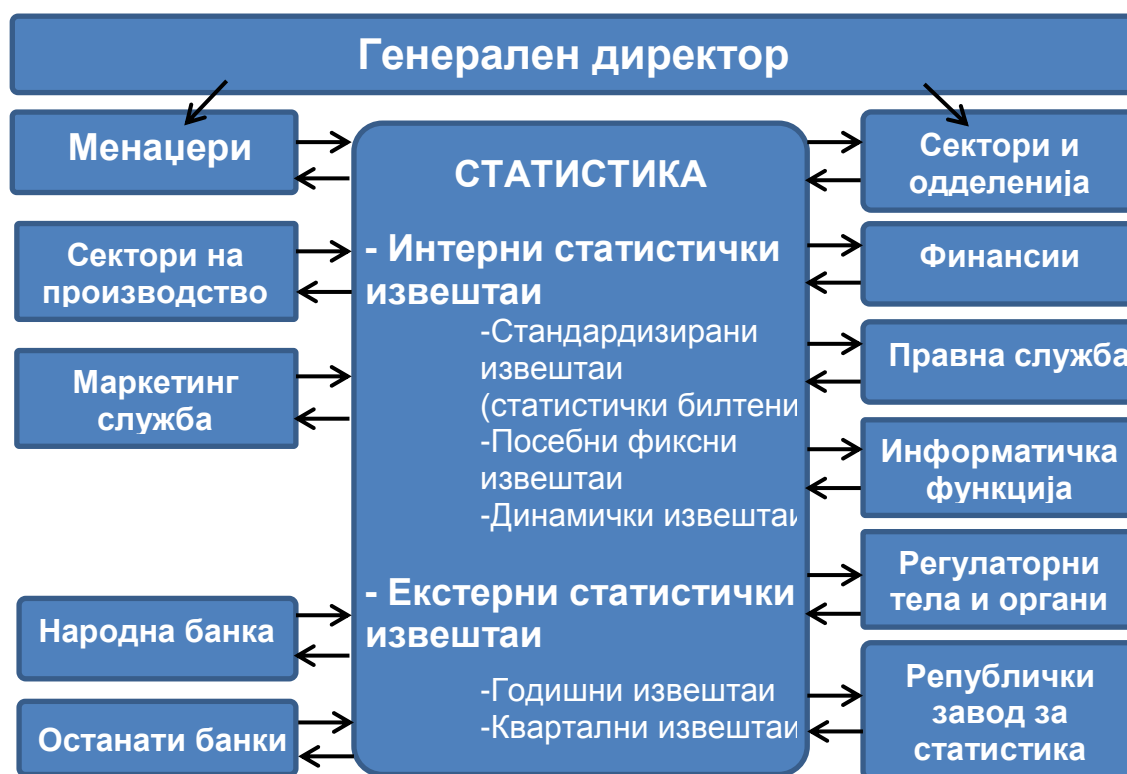 Генерален директор
Менаџери
Сектори на
производство
Маркетинг
служба
Народна банка
Останати банки
СТАТИСТИКА
- Интерни статистички
извештаи
-Стандардизирани
извештаи
(статистички билтени
-Посебни фиксни
извештаи
-Динамички извештаи
- Екстерни статистички
извештаи
-Годишни извештаи
-Квартални извештаи
Сектори и
одделенија
Финансии
Правна служба
Информатичка
функција
Регулаторни
тела и органи
Републички
завод за
статистика